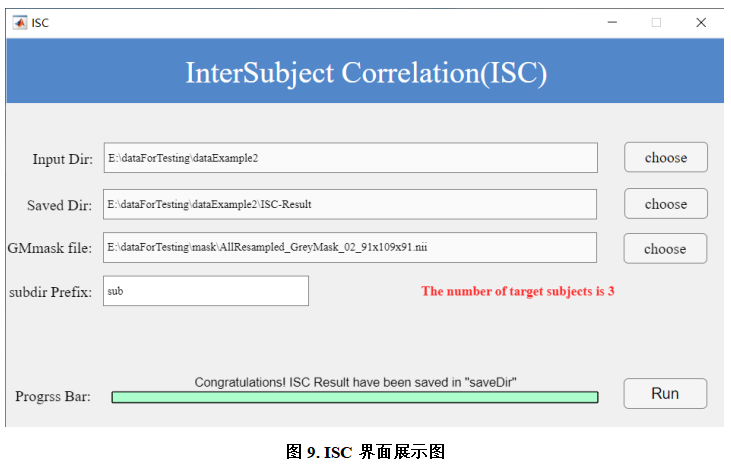 ISC
InterSubject Correlation(ISC)
Input Dir: E:\dataForTesting\dataExample2 choose
Saved Dir: E:\dataForTesting\dataExample2\ISC-Result choose
GMmask file: E:\dataForTesting\mask\AllResampled_GreyMask_02_91x109x91.nii choose
subdir Prefix: sub The number of target subjects is 3
Congratulations! ISC Result have been saved in "saveDir"
Progrss Bar: Run
图 9. ISC 界面展示图